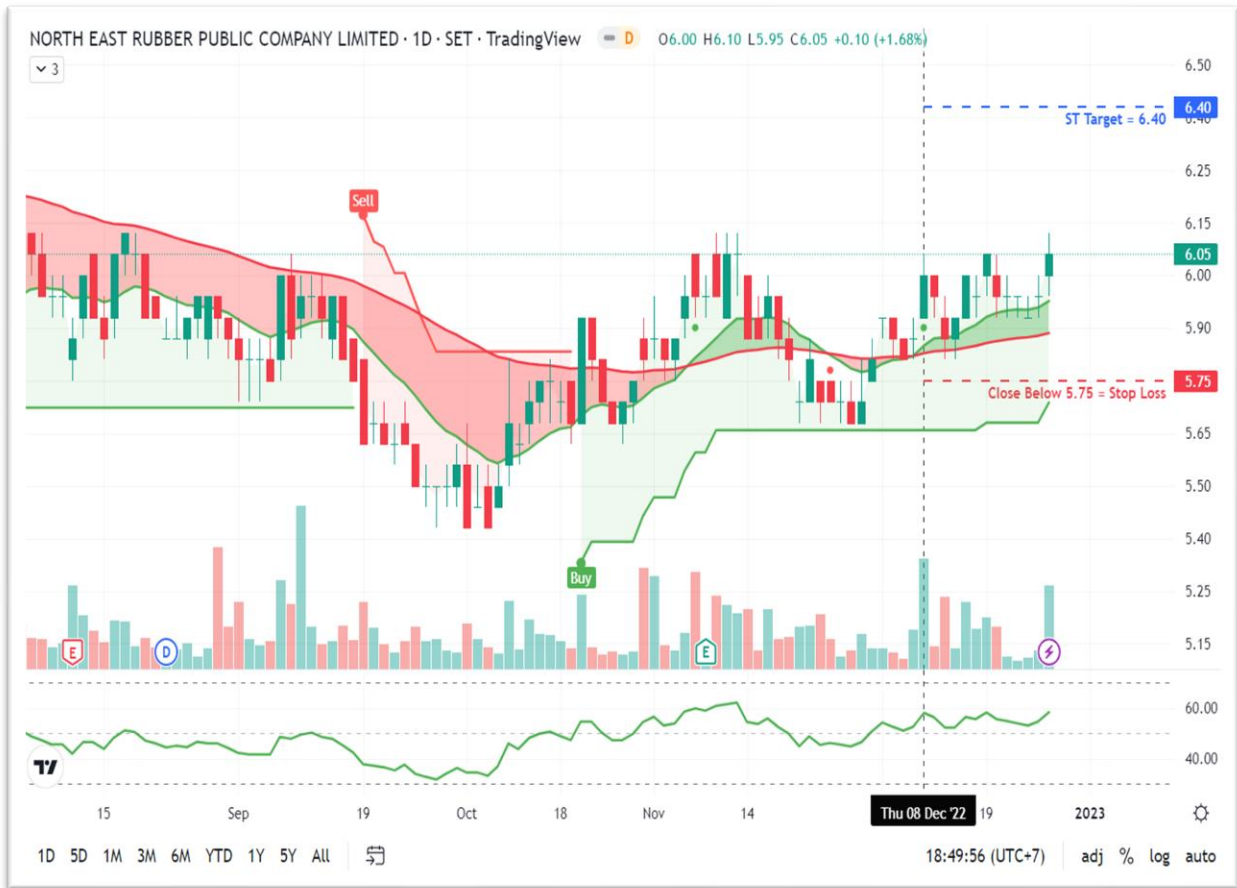 NORTH EAST RUBBER PUBLIC COMPANY LIMITED · 1D · SET · TradingView D O6.00 H6.10 L5.95 C6.05 +0.10 (+1.68%)
3
6.50
6.40
ST Target = 6.40
6.40
6.25
Sell
6.15
6.05
6.00
5.90
5.75
Close Below 5.75 = Stop Loss
5.65
5.50
5.40
Buy
5.25
E D E
5.15
60.00
40.00
15 Sep 19 Oct 18 Nov 14 Thu 08 Dec '22 19 2023
1D 5D 1M 3M 6M YTD 1Y 5Y All 18:49:56 (UTC+7) adj % log auto